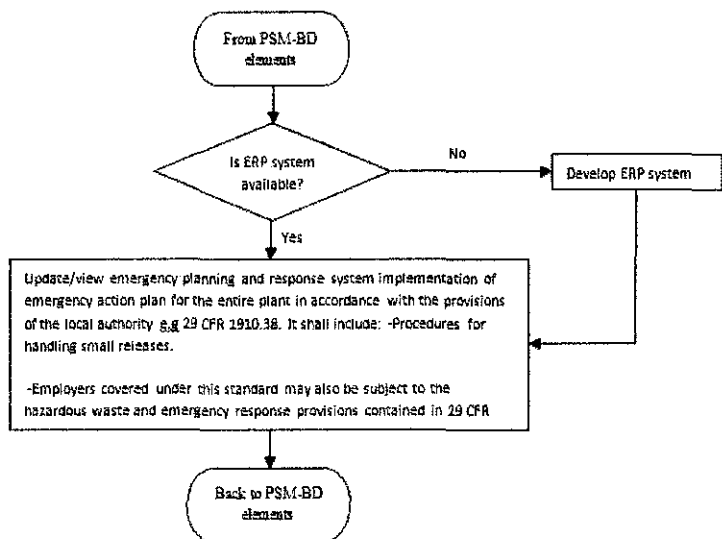 From PSM-BD
elements
Is ERP system
available?
No
Develop ERP system
Yes
Update/view emergency planning and response system implementation of
emergency action plan for the entire plant in accordance with the provisions
of the local authority g,g 29 CFR 1910.38. It shall include: -Procedures for
handling small releases.
-Employers covered under this standard may also be subject to the
hazardous waste and emergency response provisions contained in 29 CFR
Back to PSM-BD
elements